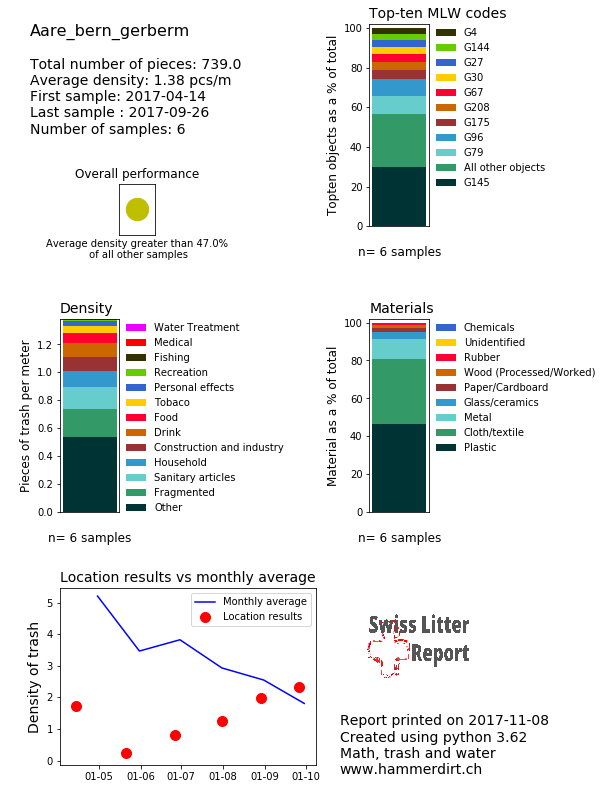 Aare_bern_gerberm
Total number of pieces: 739.0
Average density: 1.38 pcs/m
First sample: 2017-04-14
Last sample : 2017-09-26
Number of samples: 6
Overall performance
Average density greater than 47.0%
of all other samples
Top-ten MLW codes
Topten objects as a % of total
100
80
60
40
20
0
G4
G144
G27
G30
G67
G208
G175
G96
G79
All other objects
G145
n= 6 samples
Density
Pieces of trash per meter
1.2
1.0
0.8
0.6
0.4
0.2
0.0
Water Treatment
Medical
Fishing
Recreation
Personal effects
Tobaco
Food
Drink
Construction and industry
Household
Sanitary articles
Fragmented
Other
n= 6 samples
Materials
Material as a % of total
100
80
60
40
20
0
Chemicals
Unidentified
Rubber
Wood (Processed/Worked)
Paper/Cardboard
Glass/ceramics
Metal
Cloth/textile
Plastic
n= 6 samples
Location results vs monthly average
Density of trash
5
4
3
2
1
0
Monthly average
Location results
01-05 01-06 01-07 01-08 01-09 01-10
Swiss Litter
Report
Report printed on 2017-11-08
Created using python 3.62
Math, trash and water
www.hammerdirt.ch